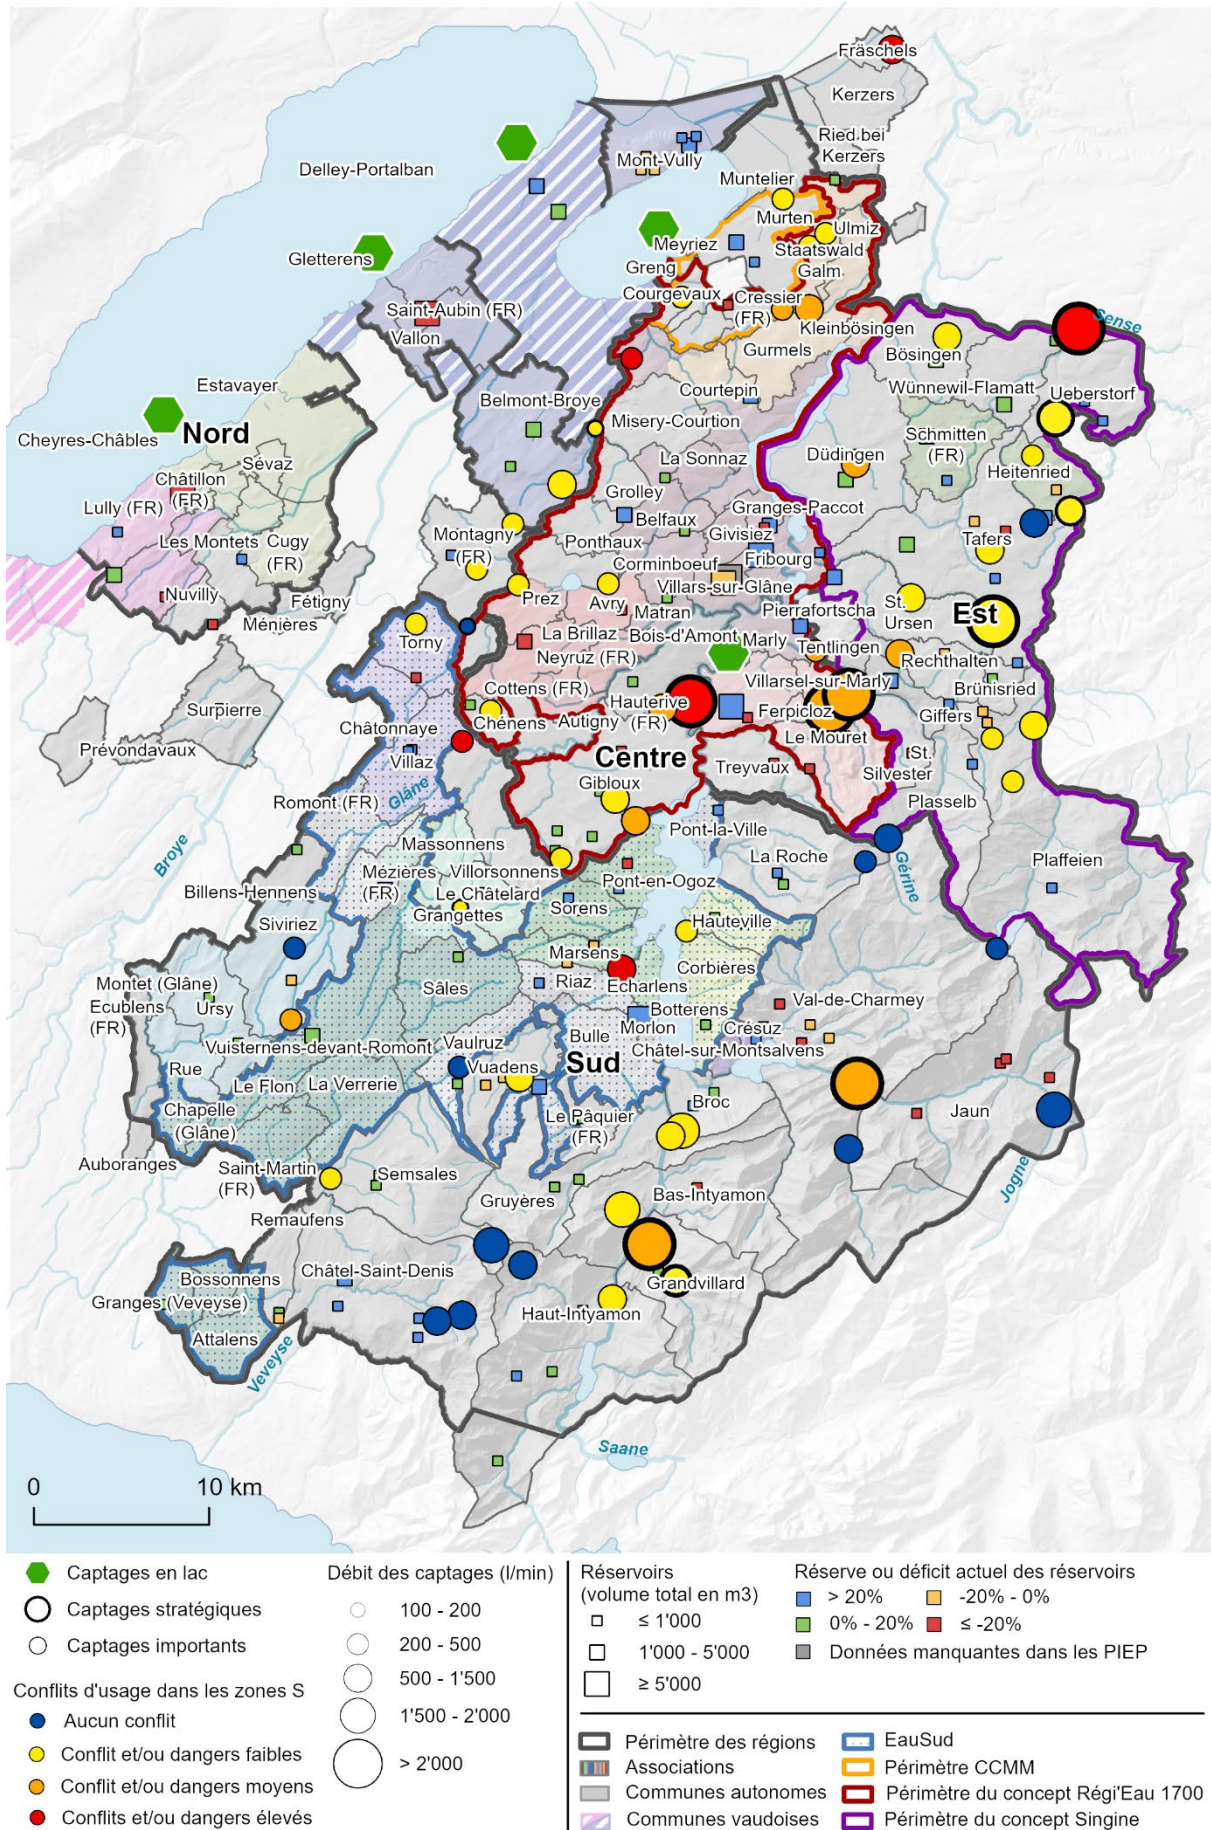 Fräschels
Kerzers
Ried bei
Kerzers
Delley-Portalban
Mont-Vully
Muntelier
Murten
Ulmiz
Staatswald
Galm
Meyriez
Greng
Gletterens
Courgevaux
Cressier
(FR)
Kleinbösingen
Sense
Saint-Aubin (FR)
Vallon
Gurmels
Bösingen
Wünnewil-Flamatt
Ueberstorf
Estavayer
Courtepin
Belmont-Broye
Misery-Courtion
Cheyres-Châbles
Nord
Sévaz
La Sonnaz
Düdingen
Schmitten
(FR)
Heitenried
Châtillon
(FR)
Lully (FR)
Grolley
Belfaux
Granges-Paccot
Les Montets
Cugy
(FR)
Montagny
(FR)
Ponthaux
Givisiez
Fribourg
Tafers
Corminboeuf
Villars-sur-Glâne
Nuvilly
Fétigny
Ménières
Prez
Avry
Matran
Pierrafortscha
St.
Ursen
Est
Torny
La Brillaz
Neyruz (FR)
Bois-d'Amont
Marly
Tentlingen
Rechthalten
Villarsel-sur-Marly
Brünisried
Surpierre
Cottens (FR)
Hauterive
(FR)
Ferpicloz
Giffers
Chénens
Autigny
Châtonnaye
Le Mouret
Prévondavaux
Villaz
Centre
Treyvaux
St.
Silvester
Gibloux
Plasselb
Romont (FR)
Glâne
Broye
Massonnens
Pont-la-Ville
La Roche
Gérine
Plaffeien
Mézières
(FR)
Villorsonnens
Billens-Hennens
Le Châtelard
Grangettes
Pont-en-Ogoz
Sorens
Siviriez
Hauteville
Marsens
Corbières
Echarlens
Montet (Glâne)
Ecublens
(FR)
Ursy
Sâles
Riaz
Val-de-Charmey
Botterens
Vuisternens-devant-Romont
Vaulruz
Bulle
Morlon
Crésuz
Châtel-sur-Montsalvens
Rue
Vuadens
Sud
Le Flon
La Verrerie
Chapelle
(Glâne)
Le Pâquier
(FR)
Broc
Jaun
Auboranges
Saint-Martin
(FR)
Semsales
Gruyères
Bas-Intyamon
Jogne
Remaufens
Châtel-Saint-Denis
Bossonnens
Granges (Veveyse)
Grandvillard
Haut-Intyamon
Attalens
Veveyse
Saane
0 10 km
Captages en lac
Captages stratégiques
Captages importants
Conflits d'usage dans les zones S
Aucun conflit
Conflit et/ou dangers faibles
Conflit et/ou dangers moyens
Conflits et/ou dangers élevés
Débit des captages (l/min)
100 - 200
200 - 500
500 - 1'500
1'500 - 2'000
> 2'000
Réservoirs
(volume total en m3)
≤ 1'000
1'000 - 5'000
≥ 5'000
Réserve ou déficit actuel des réservoirs
> 20%
-20% - 0%
0% - 20%
≤ -20%
Données manquantes dans les PIEP
Périmètre des régions
Associations
Communes autonomes
Communes vaudoises
EauSud
Périmètre CCMM
Périmètre du concept Régi'Eau 1700
Périmètre du concept Singine